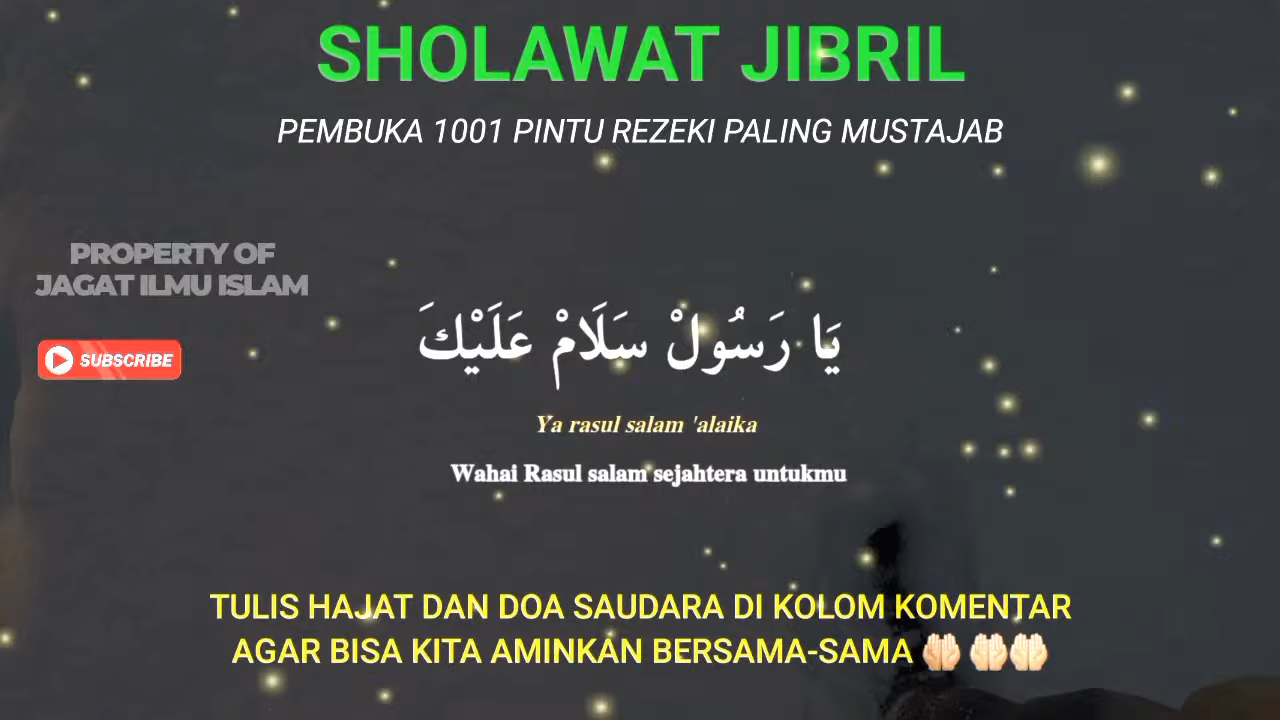 SHOLAWAT JIBRIL
PEMBUKA 1001 PINTU REZEKI PALING MUSTAJAB
PROPERTY OF
JAGAT ILMU ISLAM
SUBSCRIBE
يَا رَسُولْ سَلَامْ عَلَيْكَ
Ya rasul salam 'alaika
Wahai Rasul salam sejahtera untukmu
TULIS HAJAT DAN DOA SAUDARA DI KOLOM KOMENTAR
AGAR BISA KITA AMINKAN BERSAMA-SAMA 🤲🏻 🤲🏻🤲🏻